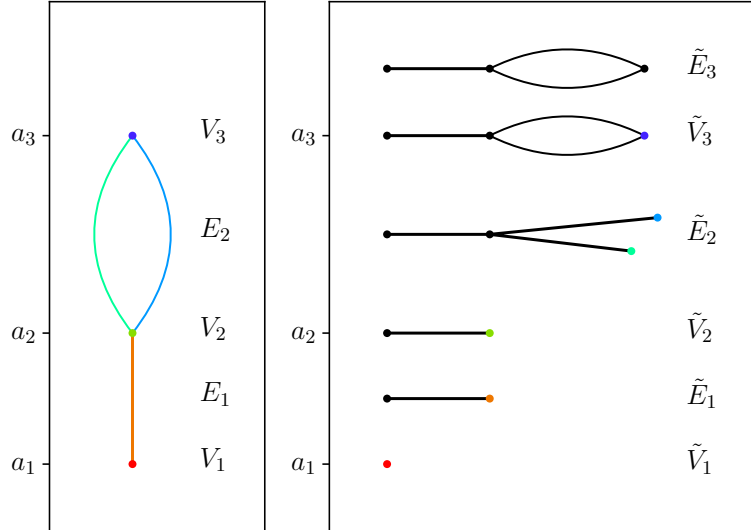 Ẽ₃
a₃ V₃ a₃ Ṽ₃
E₂ Ẽ₂
a₂ V₂ a₂ Ṽ₂
E₁ Ẽ₁
a₁ V₁ a₁ Ṽ₁